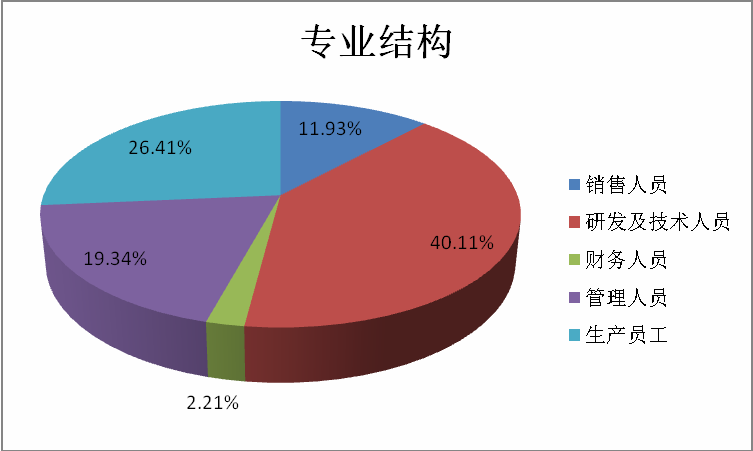 专业结构
11.93%
26.41%
40.11%
19.34%
2.21%
销售人员
研发及技术人员
财务人员
管理人员
生产员工